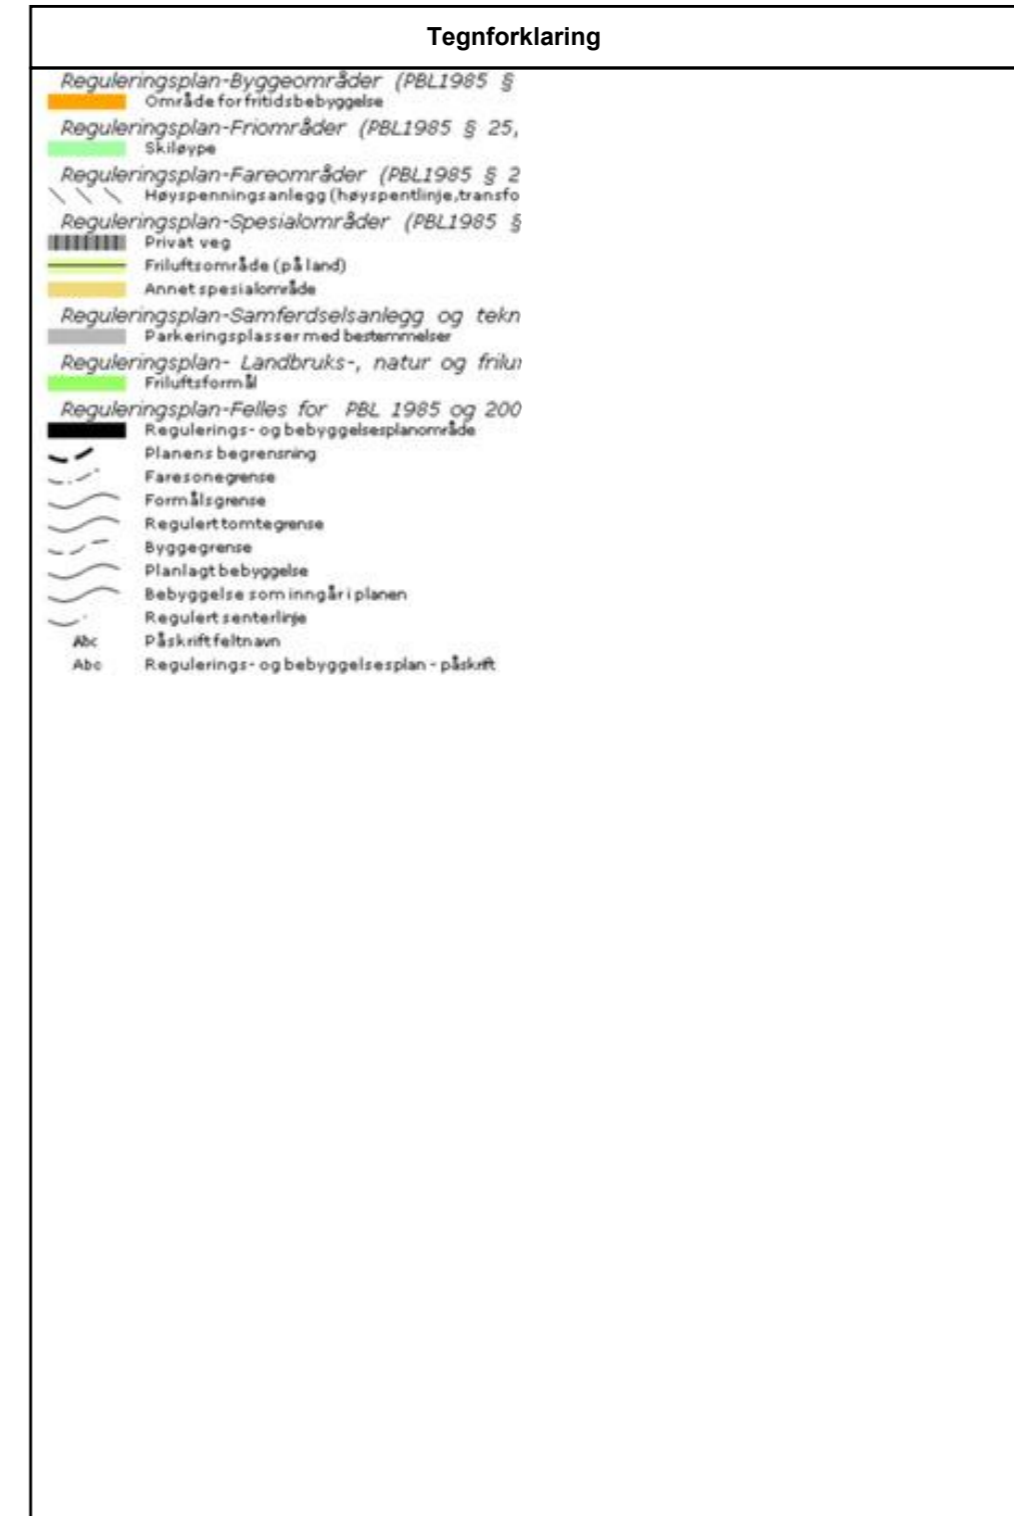 Tegnforklaring
Reguleringsplan-Byggeområder (PBL1985 §
Område for fritidsbebyggelse
Reguleringsplan-Friområder (PBL1985 § 25,
Skiløype
Reguleringsplan-Fareområder (PBL1985 § 2
Høyspenningsanlegg (høyspentlinje, transfo
Reguleringsplan-Spesialområder (PBL1985 §
Privat veg
Friluftsområde (på land)
Annet spesialområde
Reguleringsplan-Samferdselsanlegg og tekn
Parkeringsplasser med bestemmelser
Reguleringsplan- Landbruks-, natur og frilu
Friluftsformål
Reguleringsplan-Felles for PBL 1985 og 200
Regulerings- og bebyggelsesplanområde
Planens begrensning
Faresonegrense
Formålsgrense
Regulert tomtegrense
Byggegrense
Planlagt bebyggelse
Bebyggelse som inngår i planen
Regulert senterlinje
Abc Påskrift feltnavn
Abc Regulerings- og bebyggelsesplan - påskrift